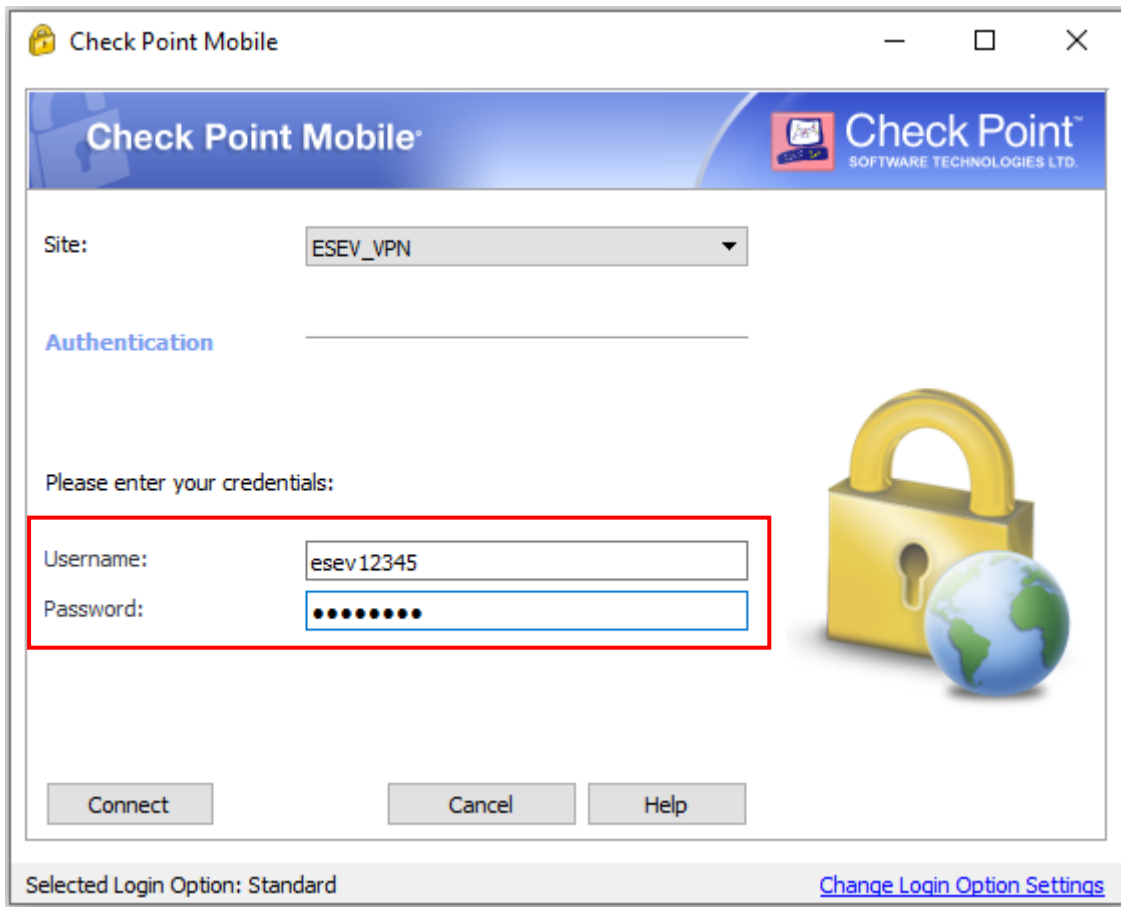 Check Point Mobile
Check Point Mobile
Check Point™
SOFTWARE TECHNOLOGIES LTD.
Site: ESEV_VPN
Authentication
Please enter your credentials:
Username: esev12345
Password: ●●●●●●●●
Connect Cancel Help
Selected Login Option: Standard Change Login Option Settings